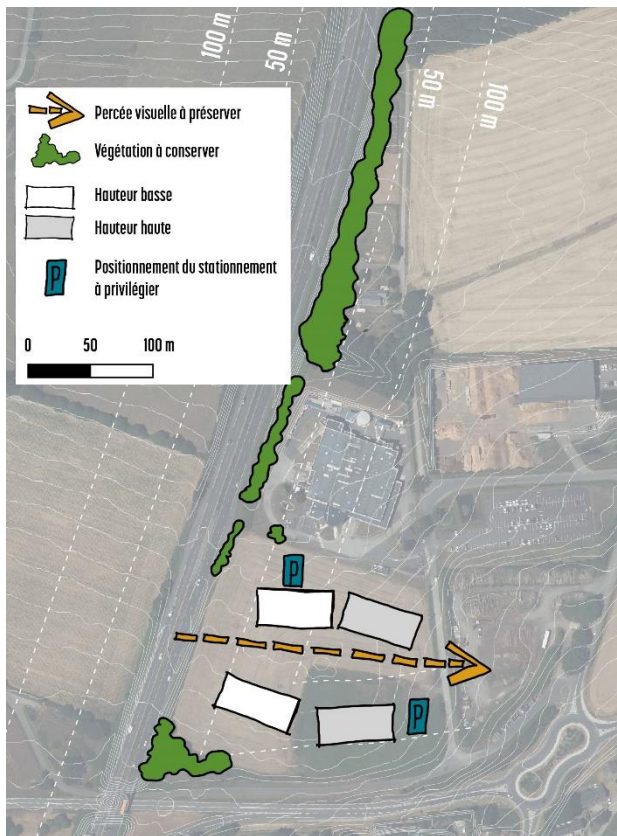 100 m
50 m
50 m
100 m
Percée visuelle à préserver
Végétation à conserver
Hauteur basse
Hauteur haute
P
Positionnement du stationnement
à privilégier
0 50 100 m
P
P